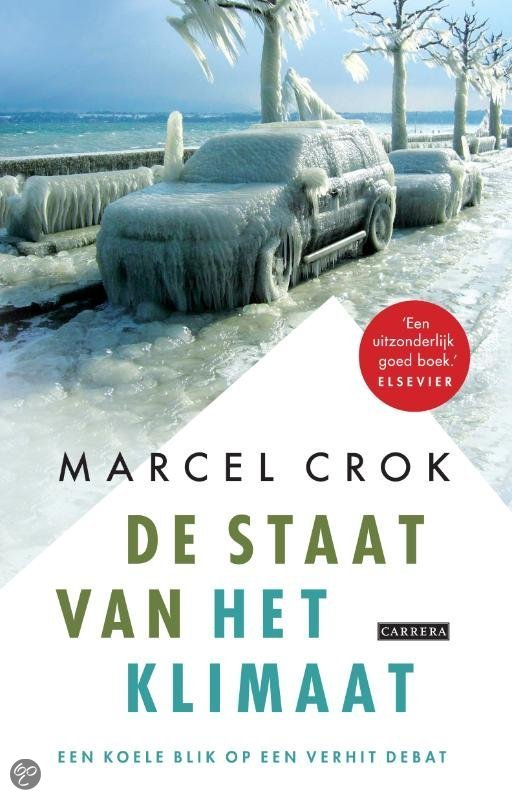 'Een
uitzonderlijk
goed boek.'
ELSEVIER
MARCEL CROK
DE STAAT
VAN HET
CARRERA
KLIMAAT
EEN KOELE BLIK OP EEN VERHIT DEBAT